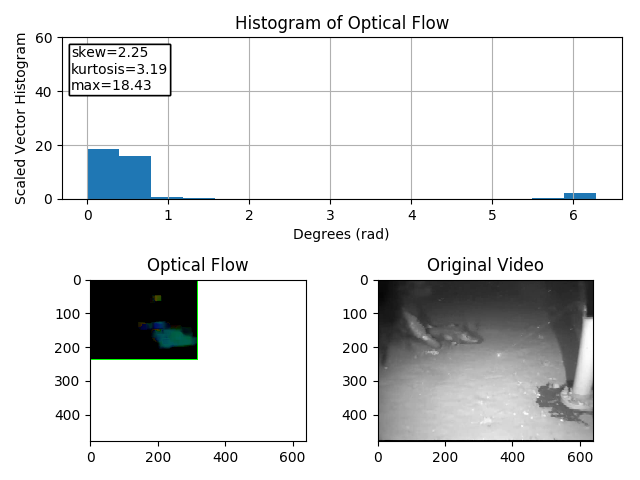 Histogram of Optical Flow
Scaled Vector Histogram
60
40
20
0
skew=2.25
kurtosis=3.19
max=18.43
0 1 2 3 4 5 6
Degrees (rad)
Optical Flow
0
100
200
300
400
0 200 400 600
Original Video
0
100
200
300
400
0 200 400 600